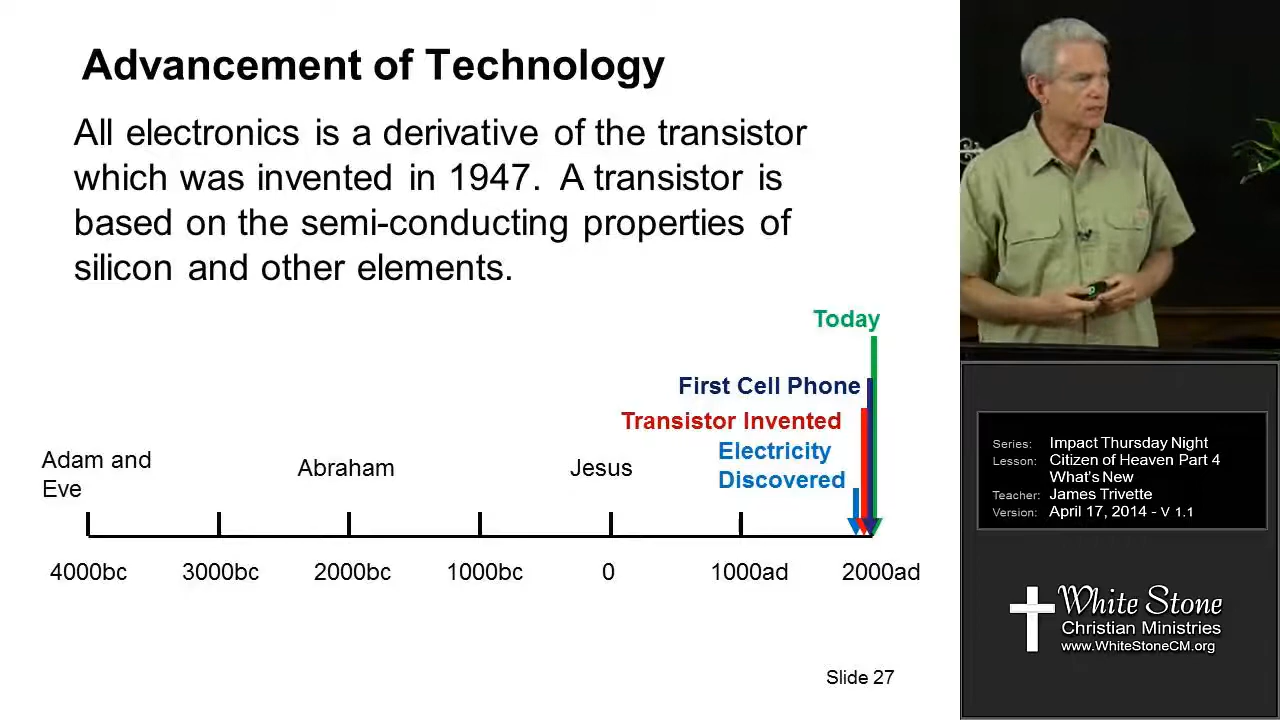 Advancement of Technology
All electronics is a derivative of the transistor
which was invented in 1947. A transistor is
based on the semi-conducting properties of
silicon and other elements.
Today
First Cell Phone
Transistor Invented
Electricity
Discovered
Adam and
Eve
Abraham
Jesus
4000bc 3000bc 2000bc 1000bc 0 1000ad 2000ad
Slide 27
Series: Impact Thursday Night
Lesson: Citizen of Heaven Part 4
What's New
Teacher: James Trivette
Version: April 17, 2014 - V 1.1
White Stone
Christian Ministries
www.WhiteStoneCM.org